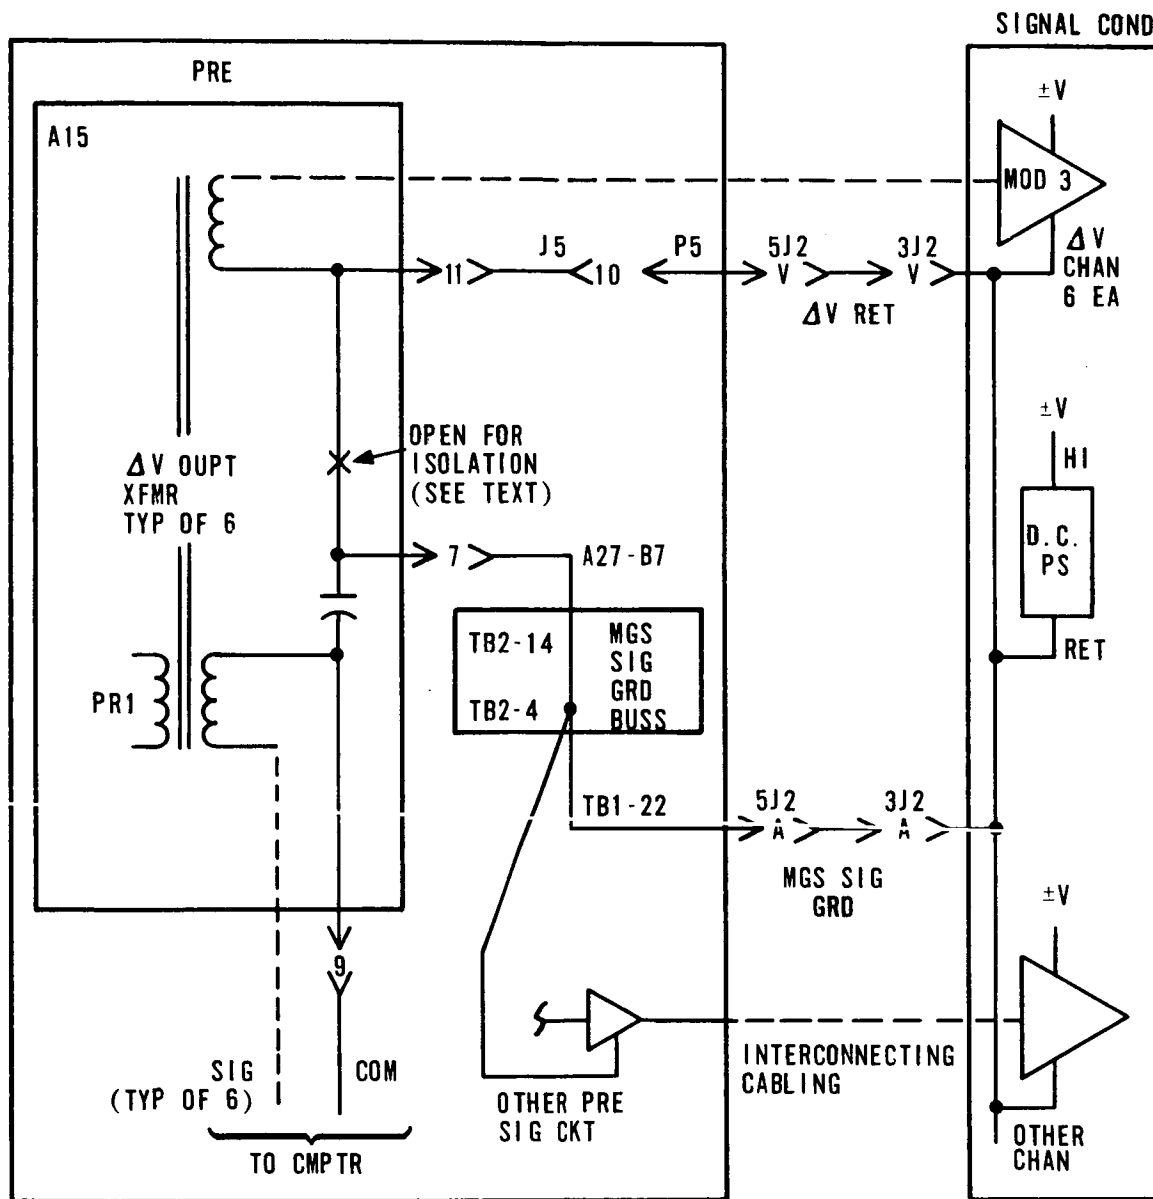 SIGNAL COND
PRE
A15
±V
MOD 3
J5
P5
5J2
3J2
11
10
V
V
ΔV RET
ΔV
CHAN
6 EA
OPEN FOR
ISOLATION
(SEE TEXT)
±V
HI
ΔV OUPT
XFMR
TYP OF 6
D.C.
PS
7
A27-B7
TB2-14
TB2-4
MGS
SIG
GRD
BUSS
RET
PR1
TB1-22
5J2
3J2
A
A
MGS SIG
GRD
±V
9
SIG
(TYP OF 6)
COM
INTERCONNECTING
CABLING
OTHER PRE
SIG CKT
OTHER
CHAN
TO CMPTR